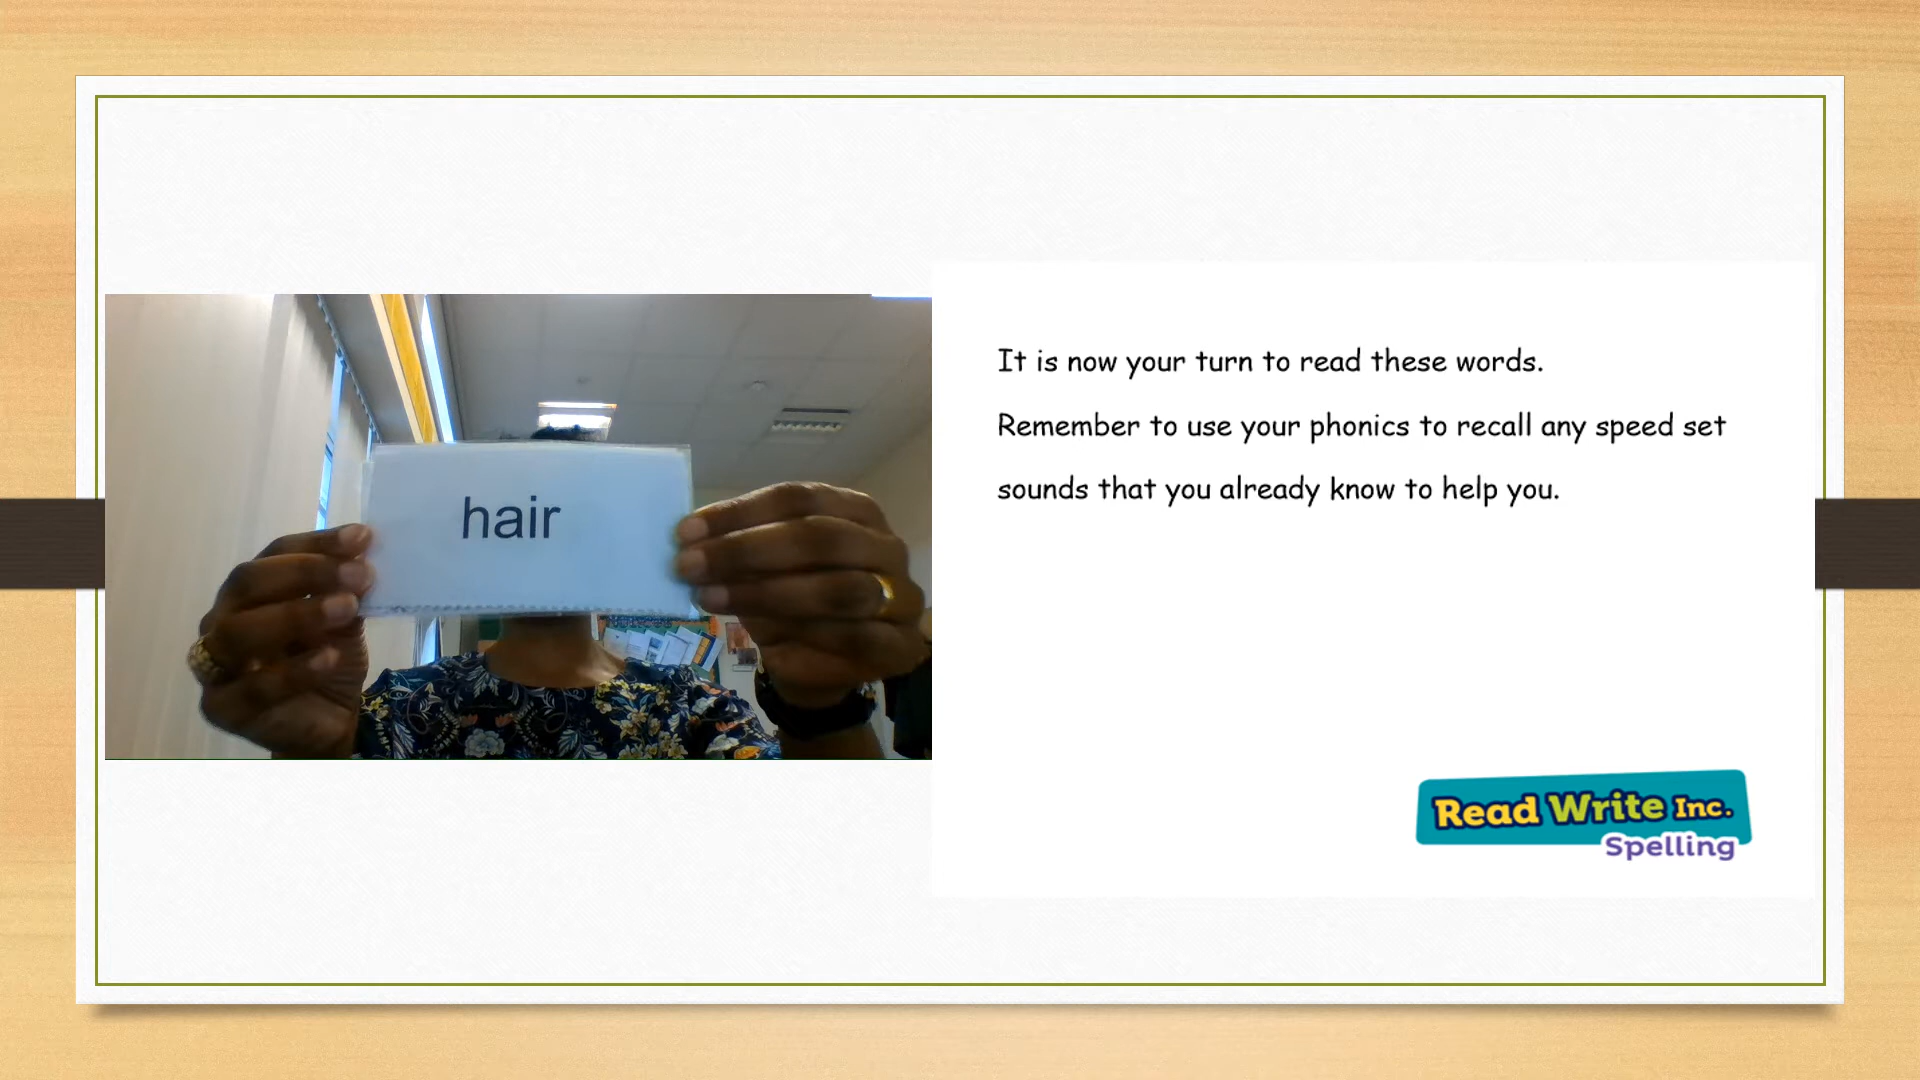 hair
It is now your turn to read these words.
Remember to use your phonics to recall any speed set
sounds that you already know to help you.
Read Write Inc.
Spelling